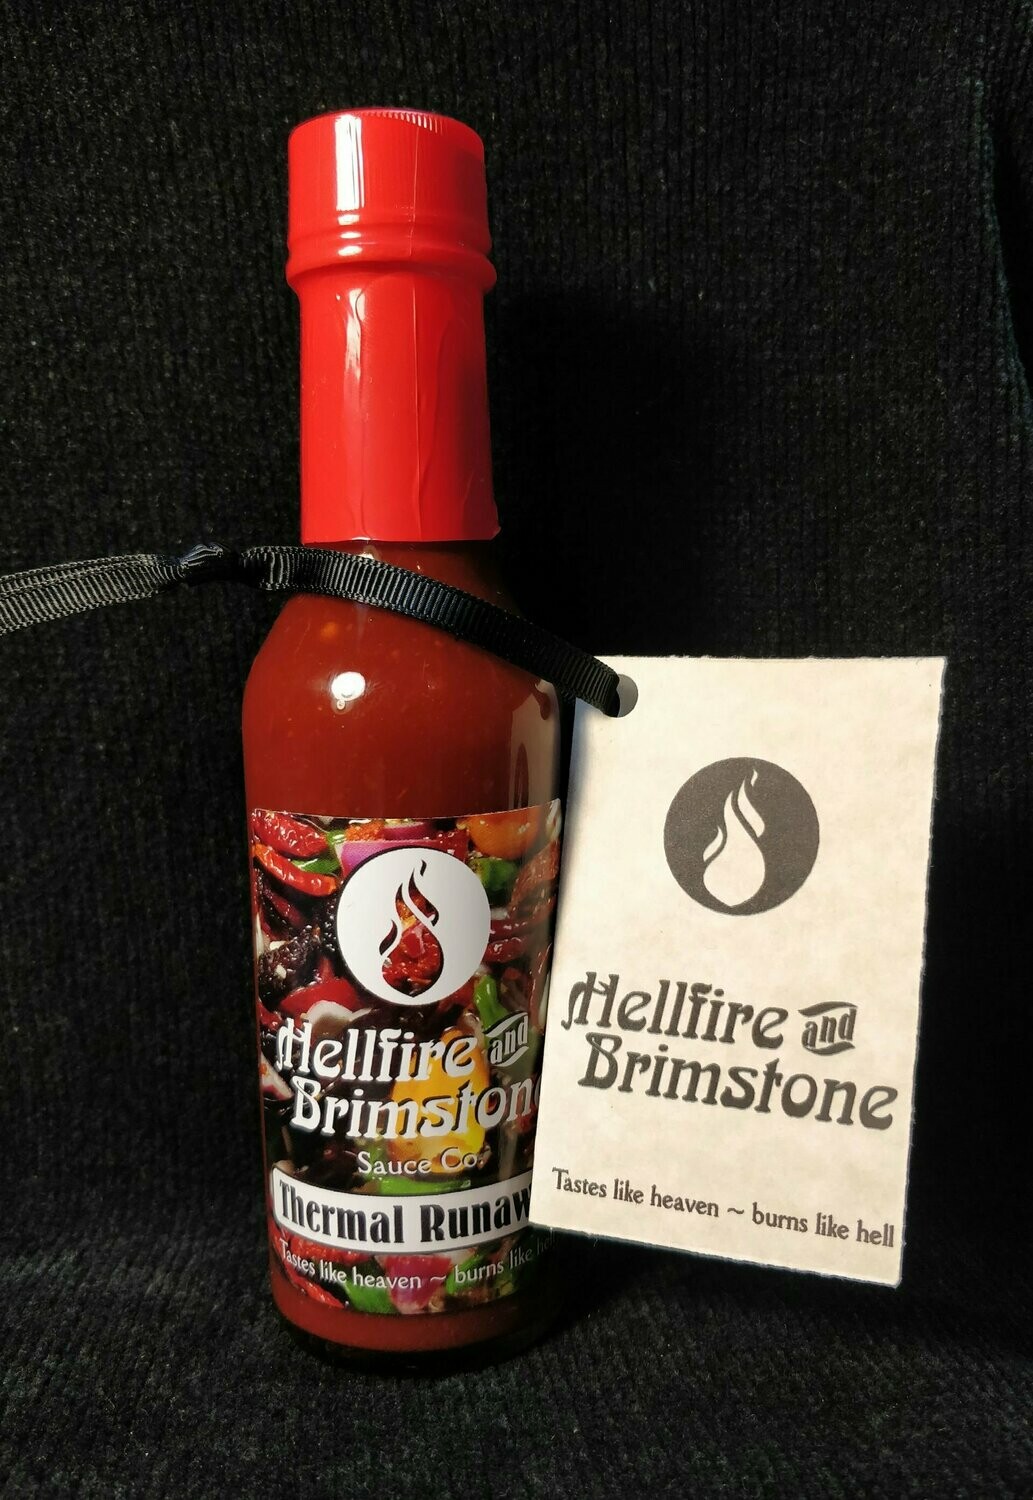 Hellfire and
Brimstone
Sauce Co.
Thermal Runaw
Tastes like heaven ~ burns like hell
Hellfire and
Brimstone
Tastes like heaven ~ burns like hell